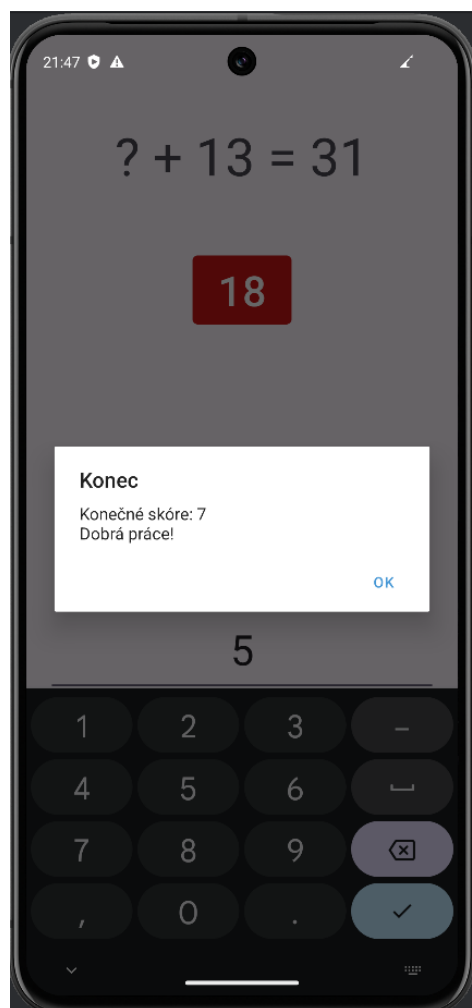 21:47
? + 13 = 31
18
Konec
Konečné skóre: 7
Dobrá práce!
OK
5
1 2 3 –
4 5 6
7 8 9
, 0 .